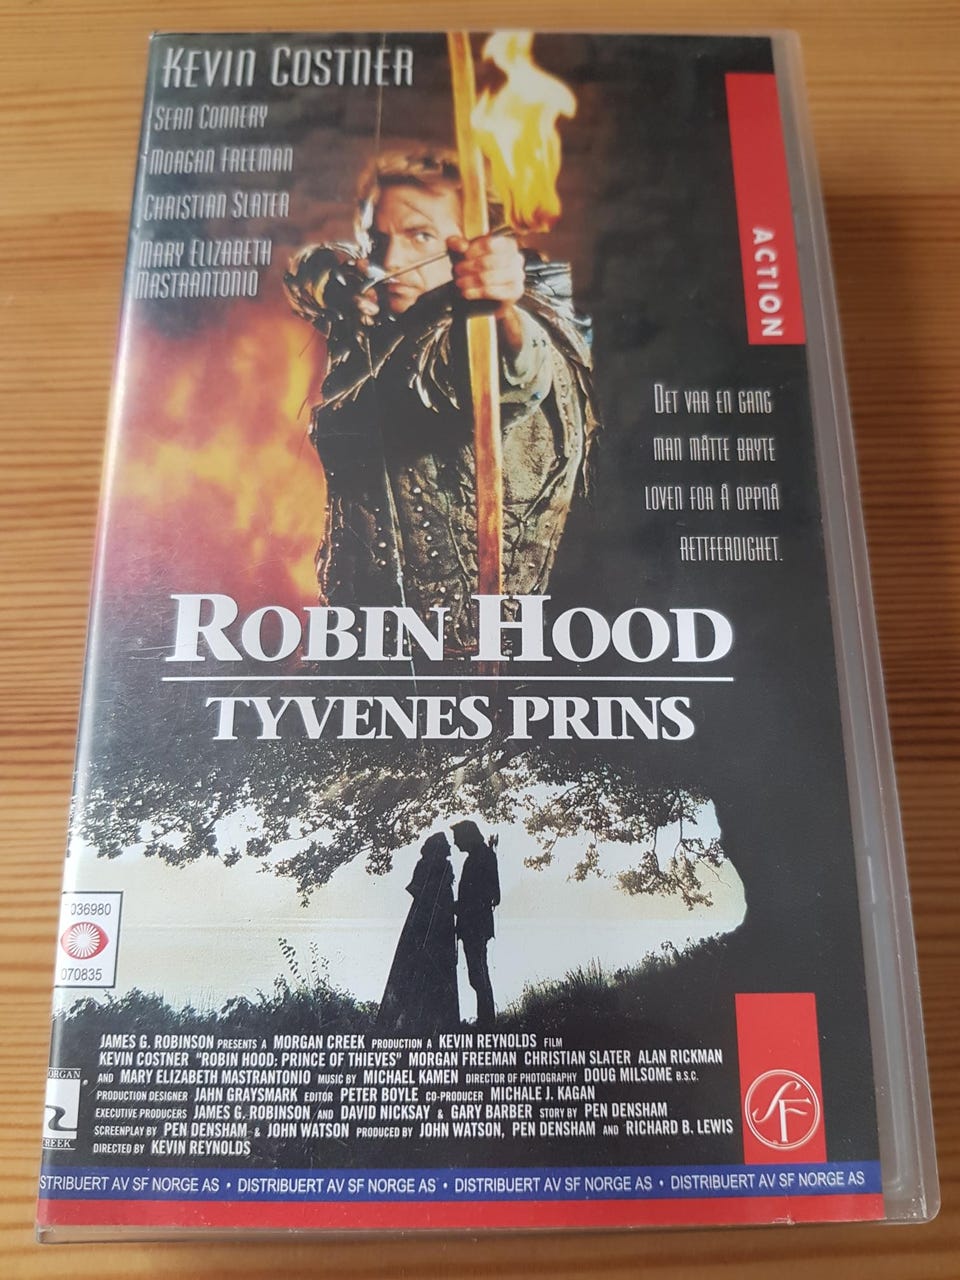 KEVIN COSTNER
SEAN CONNERY
MORGAN FREEMAN
CHRISTIAN SLATER
MARY ELIZABETH
MASTRANTONIO
ACTION
DET VAR EN GANG
MAN MÅTTE BRYTE
LOVEN FOR Å OPPNÅ
RETTFERDIGHET.
ROBIN HOOD
TYVENES PRINS
036980
070835
JAMES G. ROBINSON PRESENTS A MORGAN CREEK PRODUCTION A KEVIN REYNOLDS FILM
KEVIN COSTNER "ROBIN HOOD: PRINCE OF THIEVES" MORGAN FREEMAN CHRISTIAN SLATER ALAN RICKMAN
AND MARY ELIZABETH MASTRANTONIO MUSIC BY MICHAEL KAMEN DIRECTOR OF PHOTOGRAPHY DOUG MILSOME B.S.C.
PRODUCTION DESIGNER JAHN GRAYSMARK EDITOR PETER BOYLE CO-PRODUCER MICHALE J. KAGAN
EXECUTIVE PRODUCERS JAMES G. ROBINSON AND DAVID NICKSAY & GARY BARBER STORY BY PEN DENSHAM
SCREENPLAY BY PEN DENSHAM & JOHN WATSON PRODUCED BY JOHN WATSON, PEN DENSHAM AND RICHARD B. LEWIS
DIRECTED BY KEVIN REYNOLDS
ORGAN
REEK
SF
STRIBUERT AV SF NORGE AS • DISTRIBUERT AV SF NORGE AS • DISTRIBUERT AV SF NORGE AS • DISTRIBUERT AV SF NORGE AS